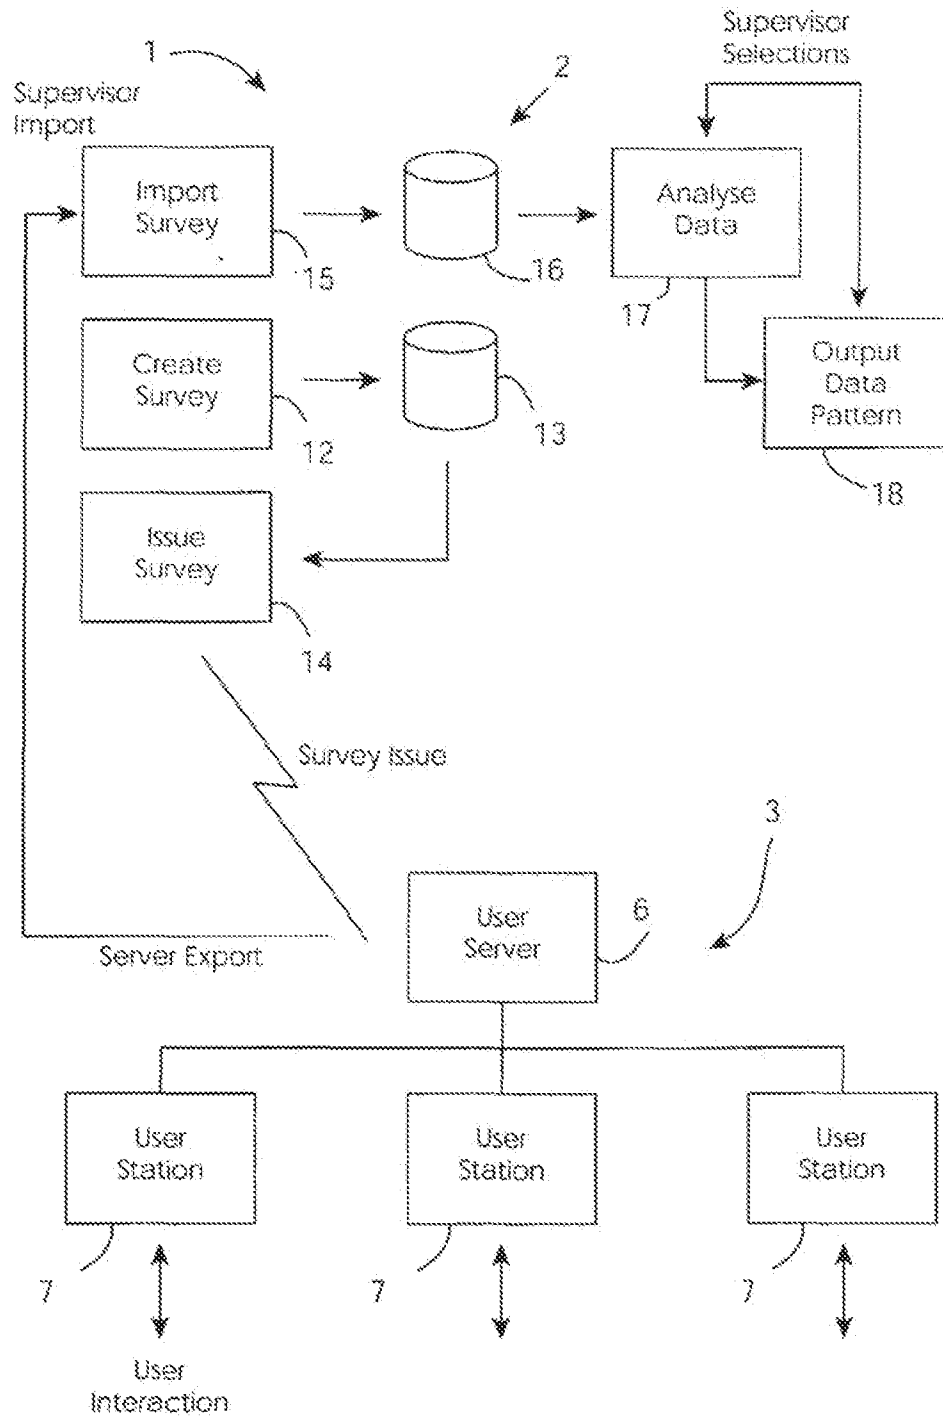 Supervisor
Selections
1
2
Supervisor
Import
Import
Survey
15
16
Analyse
Data
17
Create
Survey
12
13
Output
Data
Pattern
18
Issue
Survey
14
Survey Issue
3
User
Server
6
Server Export
User
Station
7
User
Station
7
User
Station
7
User
Interaction